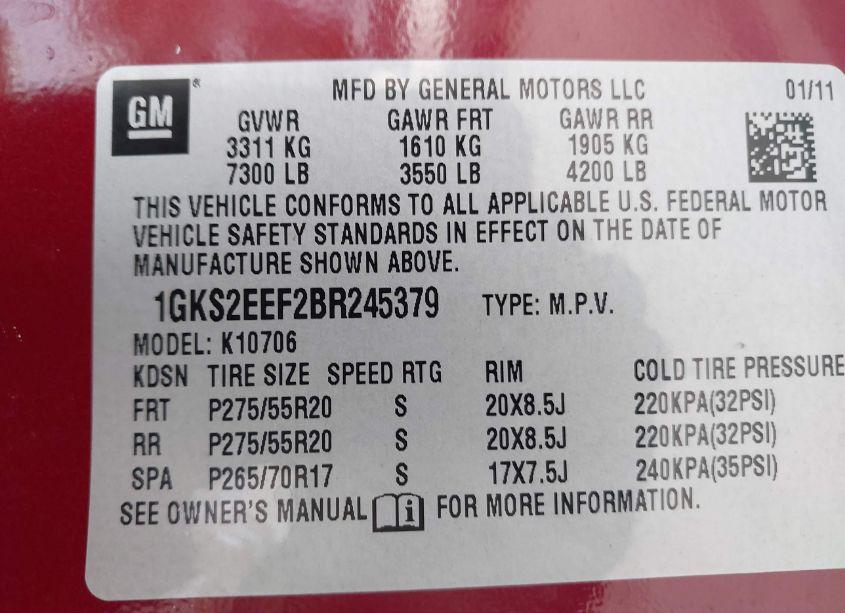 GM ® MFD BY GENERAL MOTORS LLC 01/11
GVWR GAWR FRT GAWR RR
3311 KG 1610 KG 1905 KG
7300 LB 3550 LB 4200 LB
THIS VEHICLE CONFORMS TO ALL APPLICABLE U.S. FEDERAL MOTOR
VEHICLE SAFETY STANDARDS IN EFFECT ON THE DATE OF
MANUFACTURE SHOWN ABOVE.
1GKS2EEF2BR245379 TYPE: M.P.V.
MODEL: K10706
KDSN TIRE SIZE SPEED RTG RIM COLD TIRE PRESSURE
FRT P275/55R20 S 20X8.5J 220KPA(32PSI)
RR P275/55R20 S 20X8.5J 220KPA(32PSI)
SPA P265/70R17 S 17X7.5J 240KPA(35PSI)
SEE OWNER'S MANUAL i FOR MORE INFORMATION.